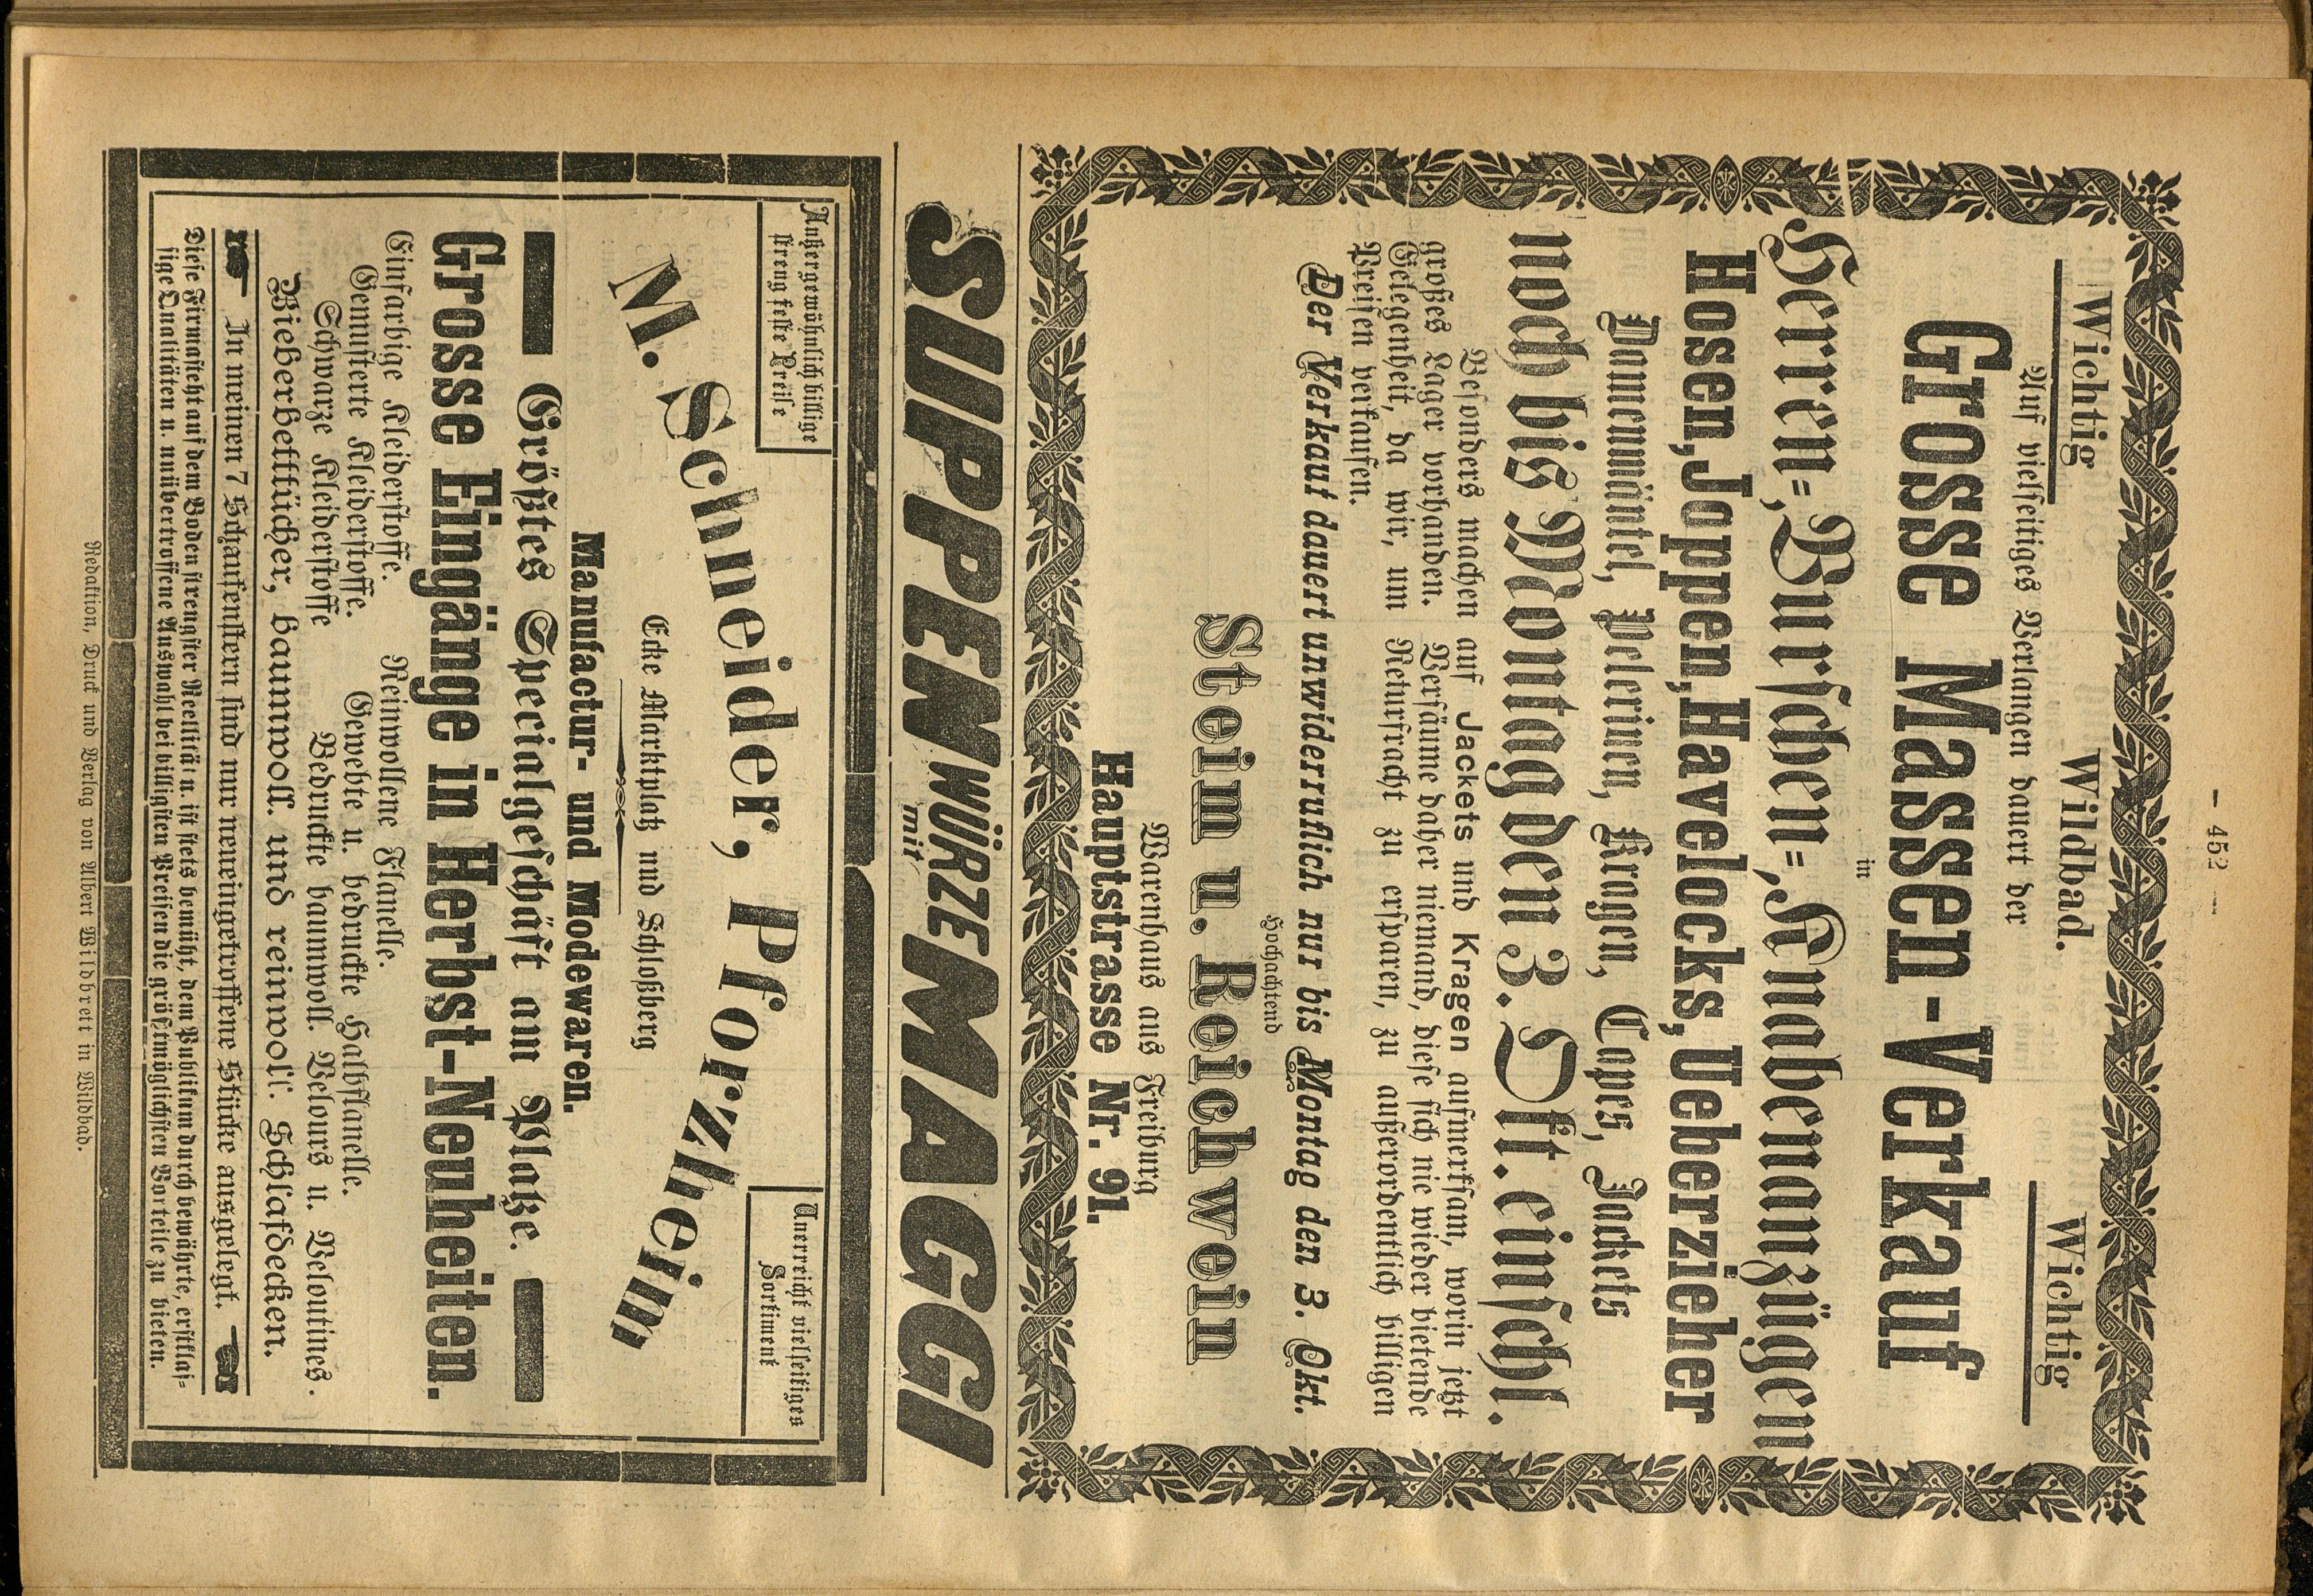 — 452 —
Wichtig Wildbad. Wichtig
Auf vielseitiges Verlangen dauert der
Grosse Massen-Verkauf
in
Herren-, Burschen-, Knabenanzügen
Hosen, Joppen, Havelocks, Ueberzieher
Damenmäntel, Pelerinen, Kragen, Capes, Jackets
noch bis Montag den 3. Okt. einschl.
Besonders machen auf Jackets und Kragen aufmerksam, worin jetzt
großes Lager vorhanden. Versäume daher niemand, diese sich nie wieder bietende
Gelegenheit, da wir, um Returfracht zu ersparen, zu außerordentlich billigen
Preisen verkaufen.
Der Verkauf dauert unwiderruflich nur bis Montag den 3. Okt.
Hochachtend
Steim u. Reichwein
Warenhaus aus Freiburg
Hauptstrasse Nr. 91.
SUPPENWÜRZE MAGGI
mit
Außergewöhnlich billige
streng feste Preise
Unerreicht vielseitiges
Sortiment
M. Schneider, Pforzheim
Ecke Marktplatz und Schloßberg
Manufactur- und Modewaren.
Größtes Specialgeschäft am Platze.
Grosse Eingänge in Herbst-Neuheiten.
Einfarbige Kleiderstoffe. Reinwollene Flanelle.
Gemusterte Kleiderstoffe. Gewebte u. bedruckte Halbflanelle.
Schwarze Kleiderstoffe Bedruckte baumwoll. Velours u. Veloutines.
Bieberbetttücher, baumwoll. und reinwoll. Schlafdecken.
In meinen 7 Schaufenstern sind nur neueingetroffene Stücke ausgelegt.
Diese Firma steht auf dem Boden strengster Reellität u. ist stets bemüht, dem Publikum durch bewährte, erstklas-
sige Qualitäten u. unübertroffene Auswahl bei billigsten Preisen die größtmöglichsten Vorteile zu bieten.
Redaktion, Druck und Verlag von Albert Wildbrett in Wildbad.